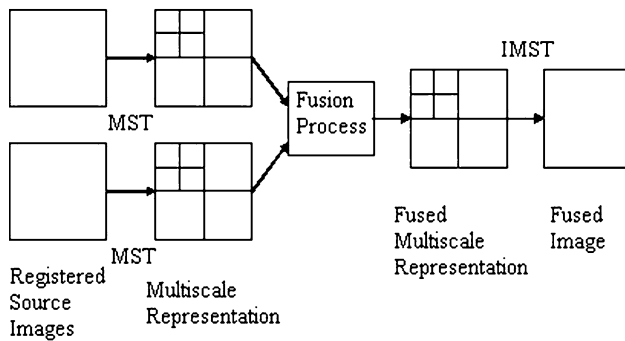 IMST
Fusion
Process
MST
MST
Registered
Source
Images
Multiscale
Representation
Fused
Multiscale
Representation
Fused
Image